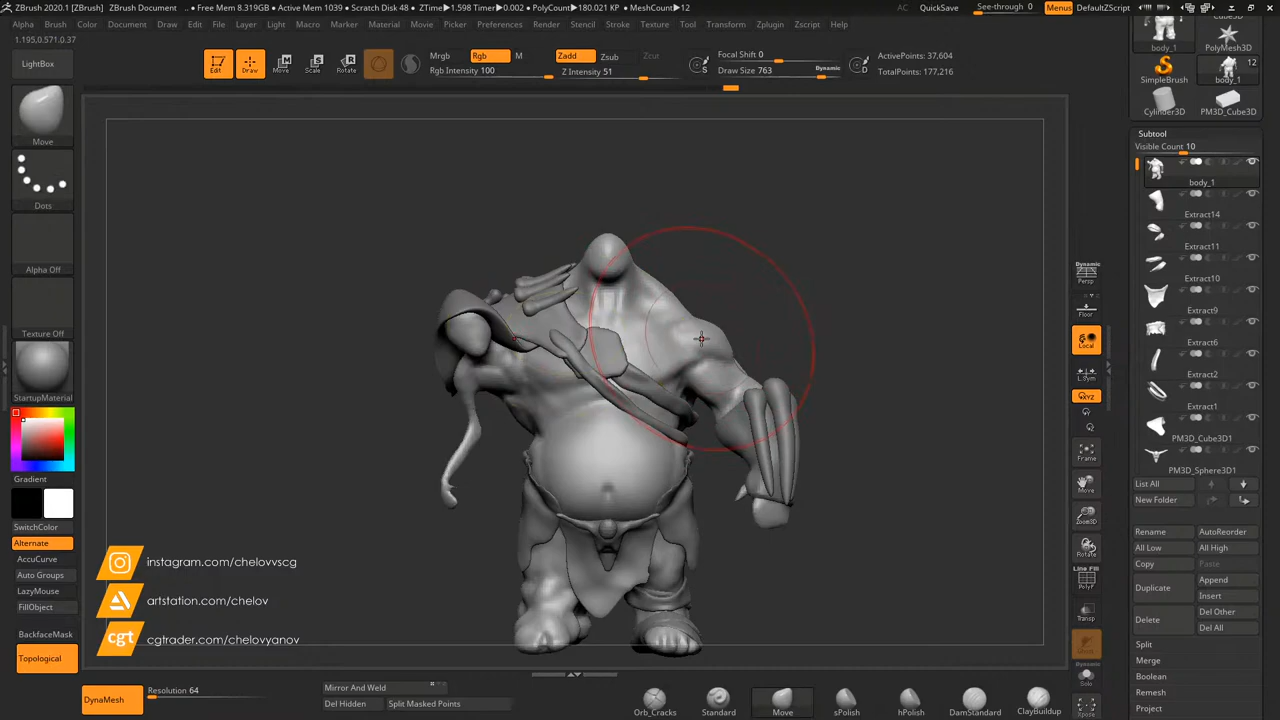 ZBrush 2020.1 [ZBrush] ZBrush Document ● Free Mem 8.319GB ● Active Mem 1039 ● Scratch Disk 48 ● ZTime▶1.598 Timer▶0.002 ● PolyCount▶180.021 KP ● MeshCount▶12 AC QuickSave See-through 0 Menus DefaultZScript
Alpha Brush Color Document Draw Edit File Layer Light Macro Marker Material Movie Picker Preferences Render Stencil Stroke Texture Tool Transform Zplugin Zscript Help
1.195,0.571,0.37
LightBox
Edit Draw Move Scale Rotate
Mrgb Rgb M
Rgb Intensity 100
Zadd Zsub Zcut
Z Intensity 51
Focal Shift 0
Draw Size 763 Dynamic
ActivePoints: 37,604
TotalPoints: 177,216
Move
Dots
Alpha Off
Texture Off
StartupMaterial
Gradient
SwitchColor
Alternate
AccuCurve
Auto Groups
LazyMouse
FillObject
BackfaceMask
Topological
DynaMesh
Resolution 64
Mirror And Weld
Del Hidden Split Masked Points
Orb_Cracks Standard Move sPolish hPolish DamStandard ClayBuildup
instagram.com/chelovvscg
artstation.com/chelov
cgt cgtrader.com/chelovyanov
Dynamic
Persp
Floor
Local
L.Sym
XYZ
Frame
Move
Zoom3D
Rotate
Line Fill
PolyF
Transp
Dynamic
Solo
Xpose
body_1 PolyMesh3D
12
SimpleBrush body_1
Cylinder3D PM3D_Cube3D
Subtool
Visible Count 10
body_1
Extract14
Extract11
Extract10
Extract9
Extract6
Extract2
Extract1
PM3D_Cube3D1
PM3D_Sphere3D1
List All
New Folder
Rename AutoReorder
All Low All High
Copy Paste
Duplicate Append
Insert
Delete Del Other
Del All
Split
Merge
Boolean
Remesh
Project